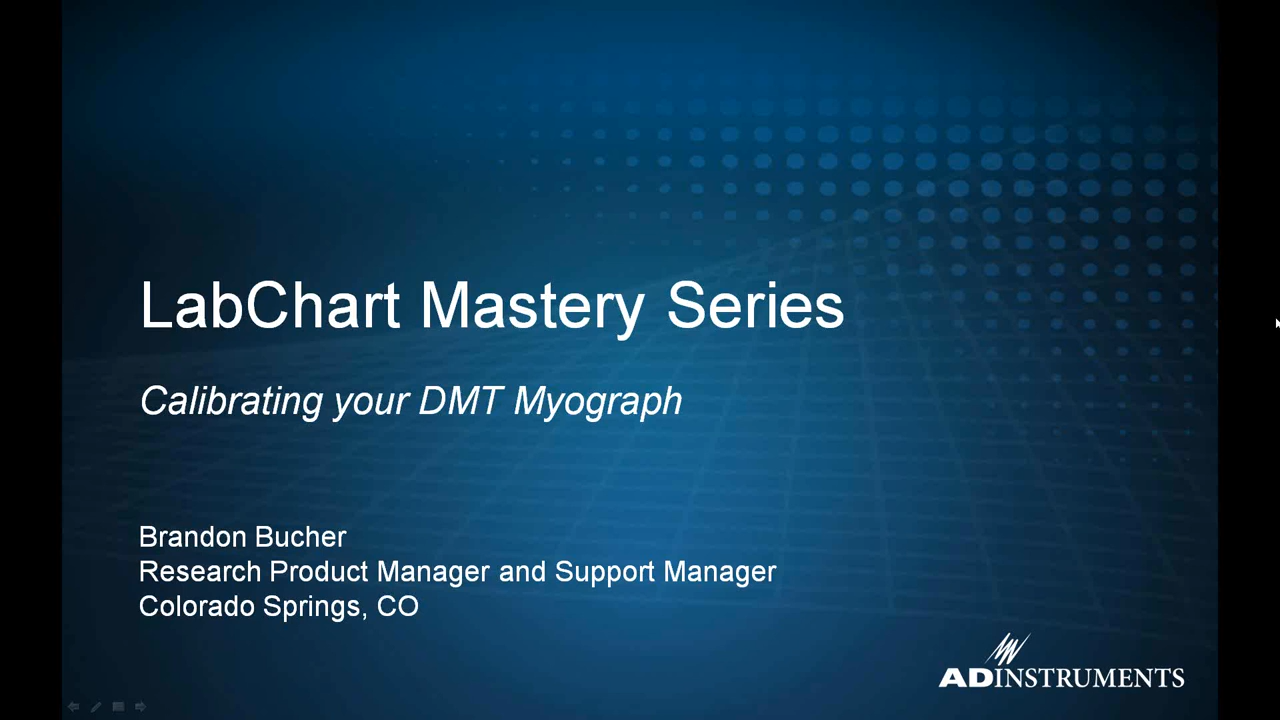 LabChart Mastery Series
Calibrating your DMT Myograph
Brandon Bucher
Research Product Manager and Support Manager
Colorado Springs, CO
ADINSTRUMENTS